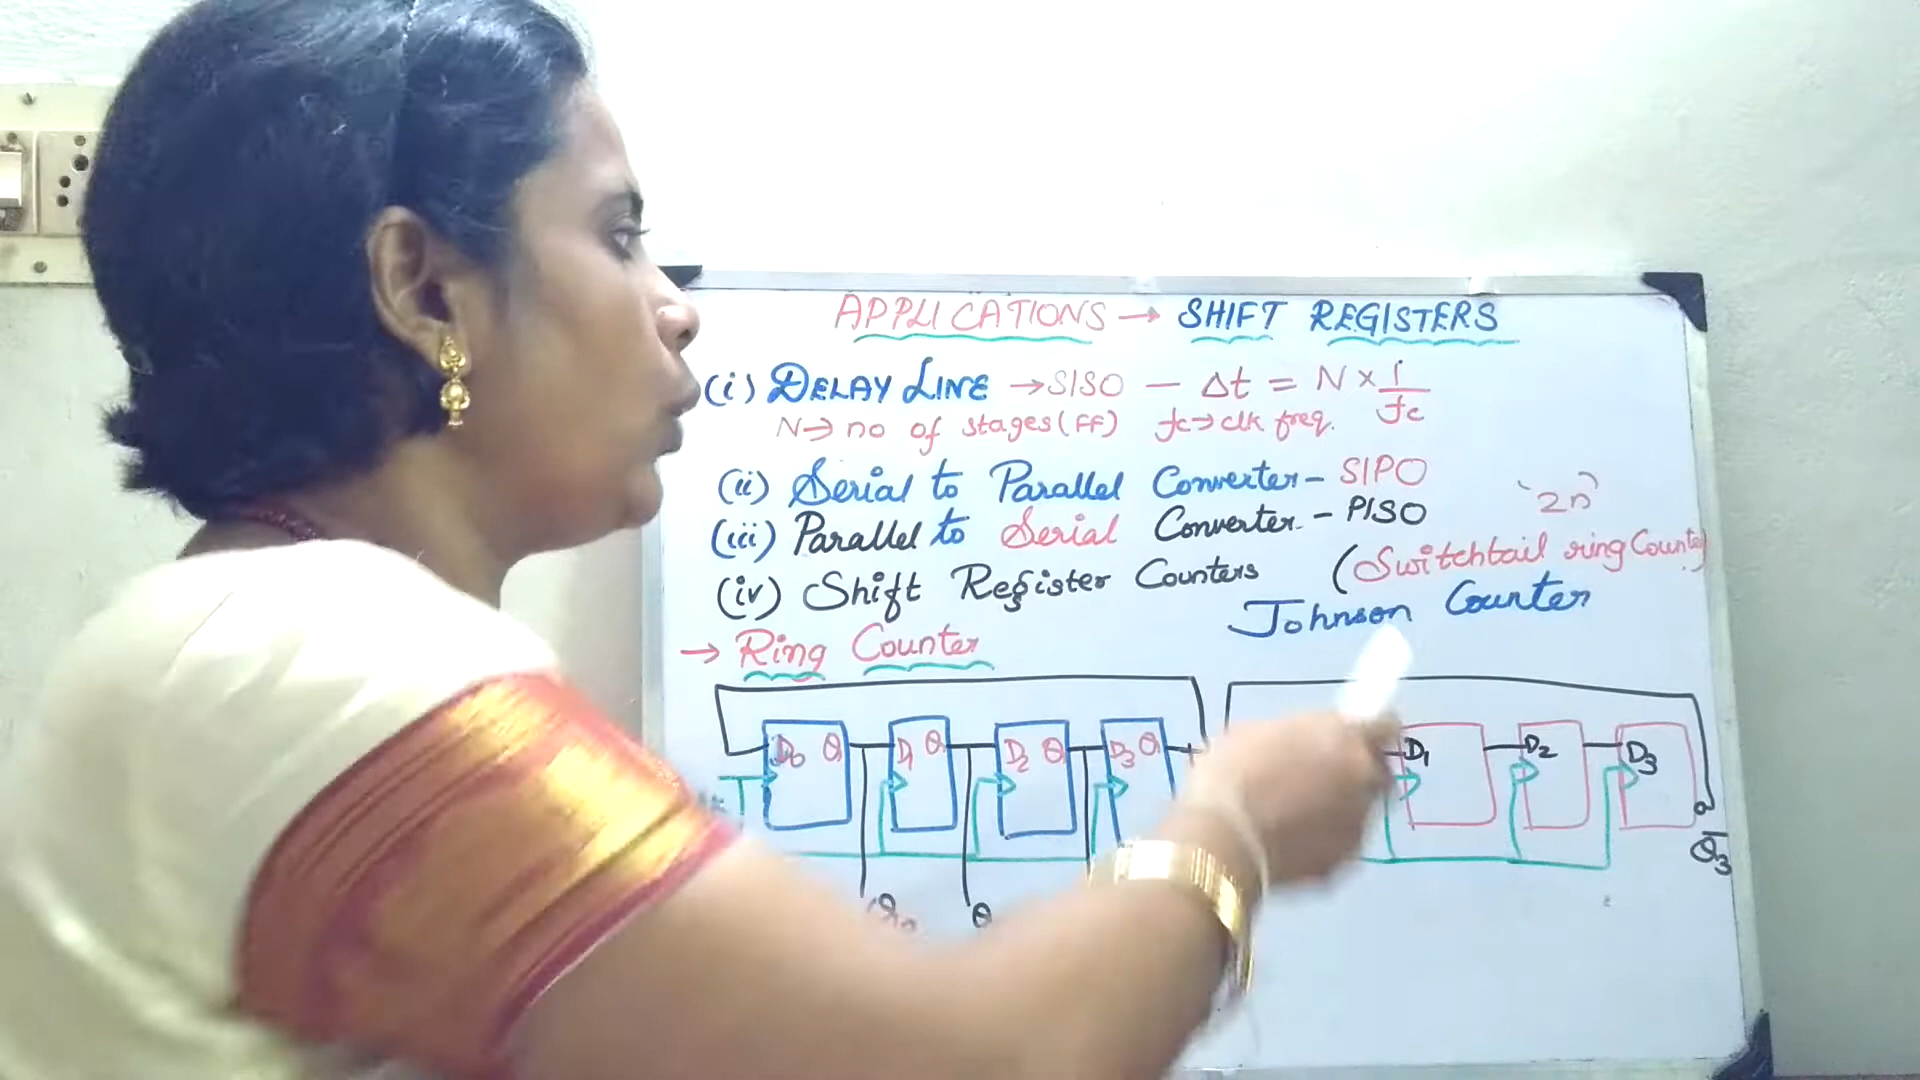 APPLICATIONS → SHIFT REGISTERS
(i) DELAY LINE → SISO — Δt = N × 1/fc
N → no of stages (FF) fc → clk freq.
(ii) Serial to Parallel Converter - SIPO
(iii) Parallel to Serial Converter - PISO
'2n'
(iv) Shift Register Counters
(Switchtail ring Counter)
Johnson Counter
→ Ring Counter
D0 Q D1 Q D2 Q D3 Q
D1 D2 D3
Q̅3
Q0 Q